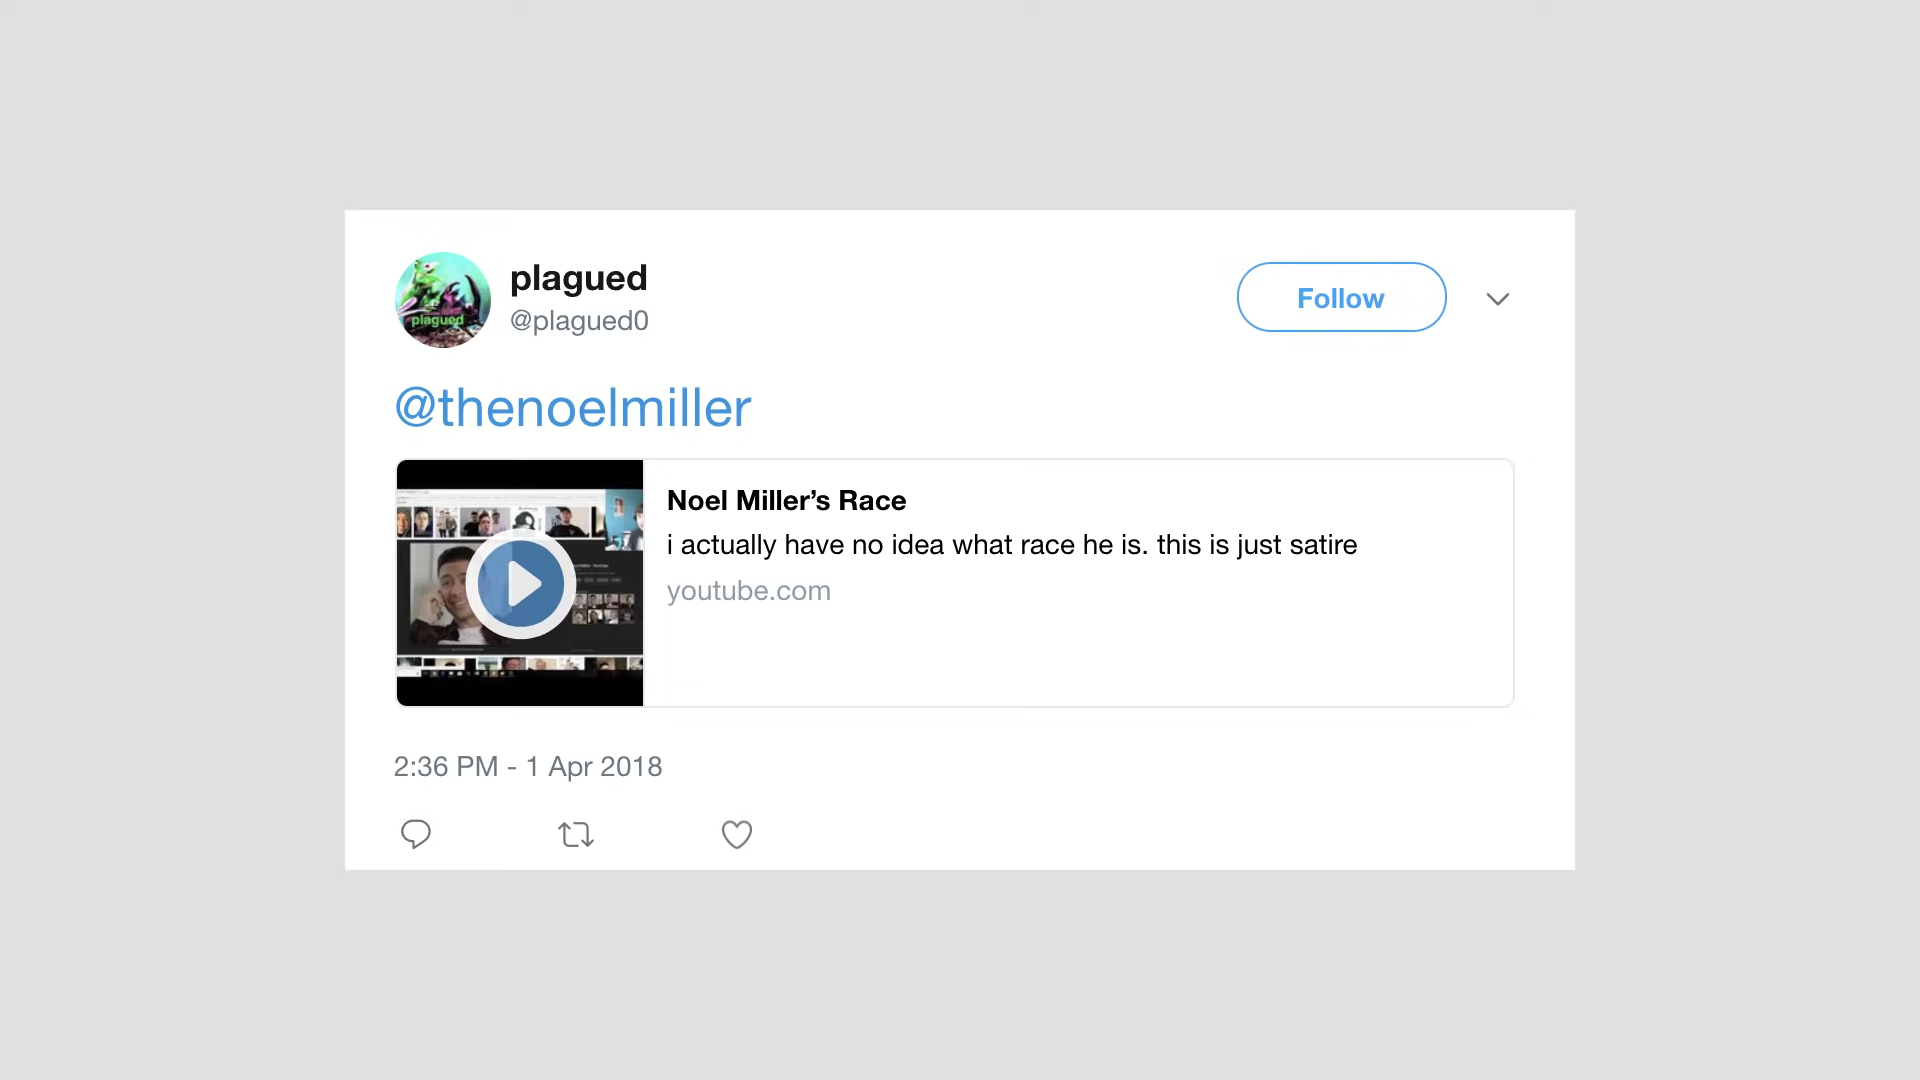 plagued
@plagued0
plagued
Follow
@thenoelmiller
Noel Miller’s Race
i actually have no idea what race he is. this is just satire
youtube.com
2:36 PM - 1 Apr 2018